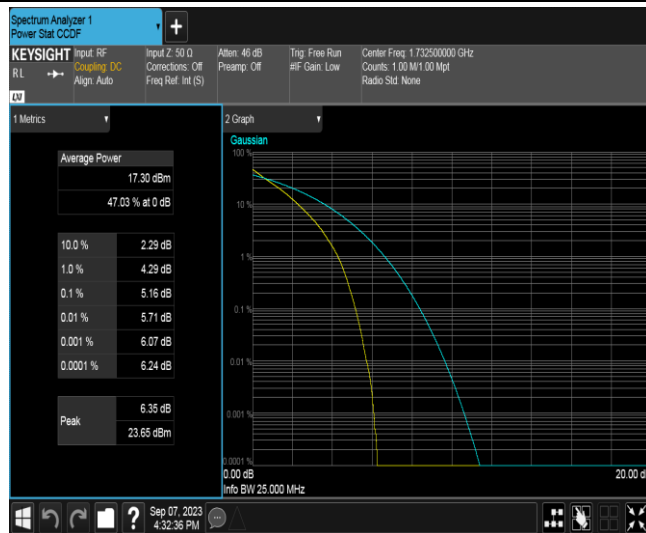 Spectrum Analyzer 1
Power Stat CCDF
+
KEYSIGHT
RL
Input: RF
Coupling: DC
Align: Auto
Input Z: 50 Ω
Corrections: Off
Freq Ref: Int (S)
Atten: 46 dB
Preamp: Off
Trig: Free Run
#IF Gain: Low
Center Freq: 1.732500000 GHz
Counts: 1.00 M/1.00 Mpt
Radio Std: None
LXI
1 Metrics
Average Power
17.30 dBm
47.03 % at 0 dB
10.0 % 2.29 dB
1.0 % 4.29 dB
0.1 % 5.16 dB
0.01 % 5.71 dB
0.001 % 6.07 dB
0.0001 % 6.24 dB
Peak
6.35 dB
23.65 dBm
2 Graph
Gaussian
100 %
10 %
1 %
0.1 %
0.01 %
0.001 %
0.0001 %
0.00 dB
20.00 d
Info BW 25.000 MHz
?
Sep 07, 2023
4:32:36 PM